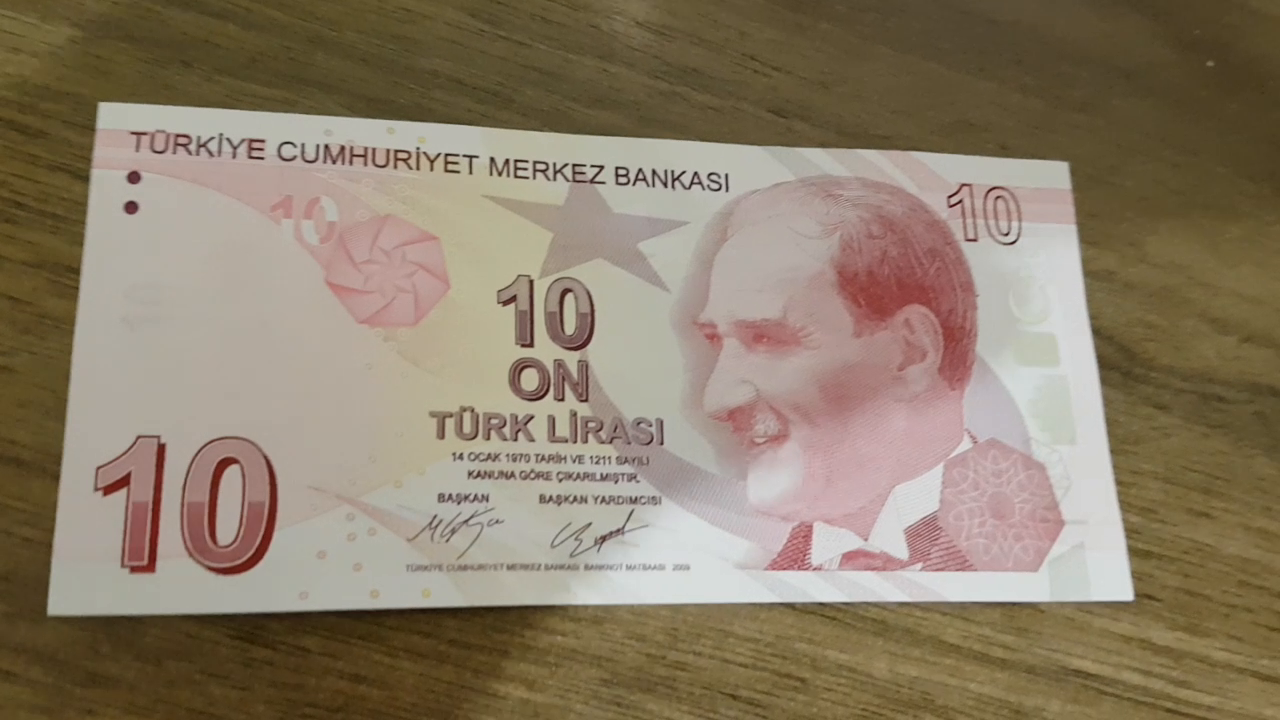 TÜRKİYE CUMHURİYET MERKEZ BANKASI
10
10
10
ON
TÜRK LİRASI
14 OCAK 1970 TARİH VE 1211 SAYILI
KANUNA GÖRE ÇIKARILMIŞTIR.
BAŞKAN BAŞKAN YARDIMCISI
10
TÜRKİYE CUMHURİYET MERKEZ BANKASI BANKNOT MATBAASI 2009